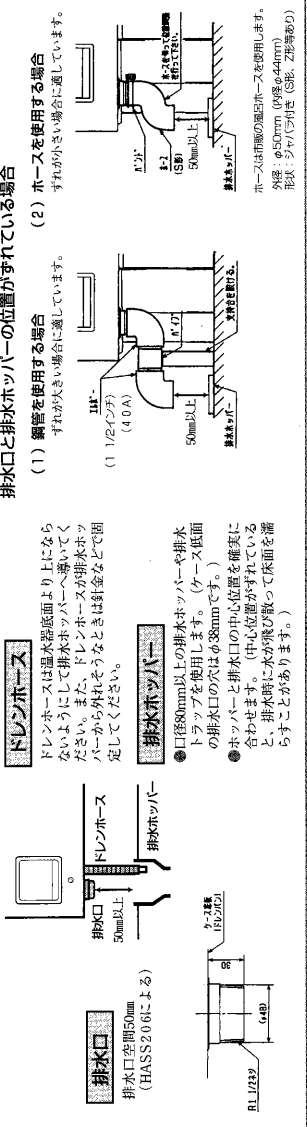 排水口
排水口空間50mm
(HASS206による)
R1 1/2ネジ
(φ48)
30
ケース底板
(ドレンパン)
排水口
50mm以上
ドレンホース
排水ホッパー
ドレンホース
ドレンホースは温水器底面より上になら
ないようにして排水ホッパーへ導いてく
ださい。また、ドレンホースが排水ホッ
パーから外れそうなときは針金などで固
定してください。
排水ホッパー
●口径80mm以上の排水ホッパーや排水
トラップを使用します。(ケース低面
の排水口の穴はφ38mmです。)
●ホッパーと排水口の中心位置を確実に
合わせます。(中心位置がずれている
と、排水時に水が飛び散って床面を濡
らすことがあります。)
排水口と排水ホッパーの位置がずれている場合
(1) 鋼管を使用する場合
ずれが大きい場合に適しています。
エルボー
(1 1/2インチ)
(40A)
パイプ
50mm以上
支持台を設ける。
排水ホッパー
(2) ホースを使用する場合
ずれが小さい場合に適しています。
バンド
ホース
(S形)
50mm以上
排水ホッパー
ホースは市販の風呂ホースを使用します。
外径:φ50mm (内径φ44mm)
形状:ジャバラ付き (S形、Z形等あり)